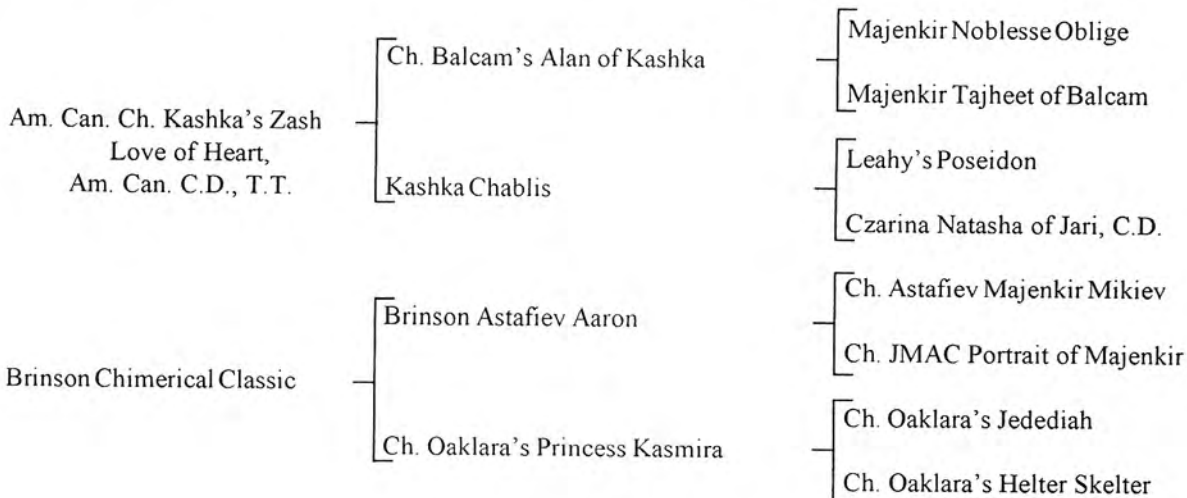 Majenkir Noblesse Oblige
Ch. Balcam's Alan of Kashka
Majenkir Tajheet of Balcam
Am. Can. Ch. Kashka's Zash
Love of Heart,
Am. Can. C.D., T.T.
Leahy's Poseidon
Kashka Chablis
Czarina Natasha of Jari, C.D.
Ch. Astafiev Majenkir Mikiev
Brinson Astafiev Aaron
Ch. JMAC Portrait of Majenkir
Brinson Chimerical Classic
Ch. Oaklara's Jedediah
Ch. Oaklara's Princess Kasmira
Ch. Oaklara's Helter Skelter